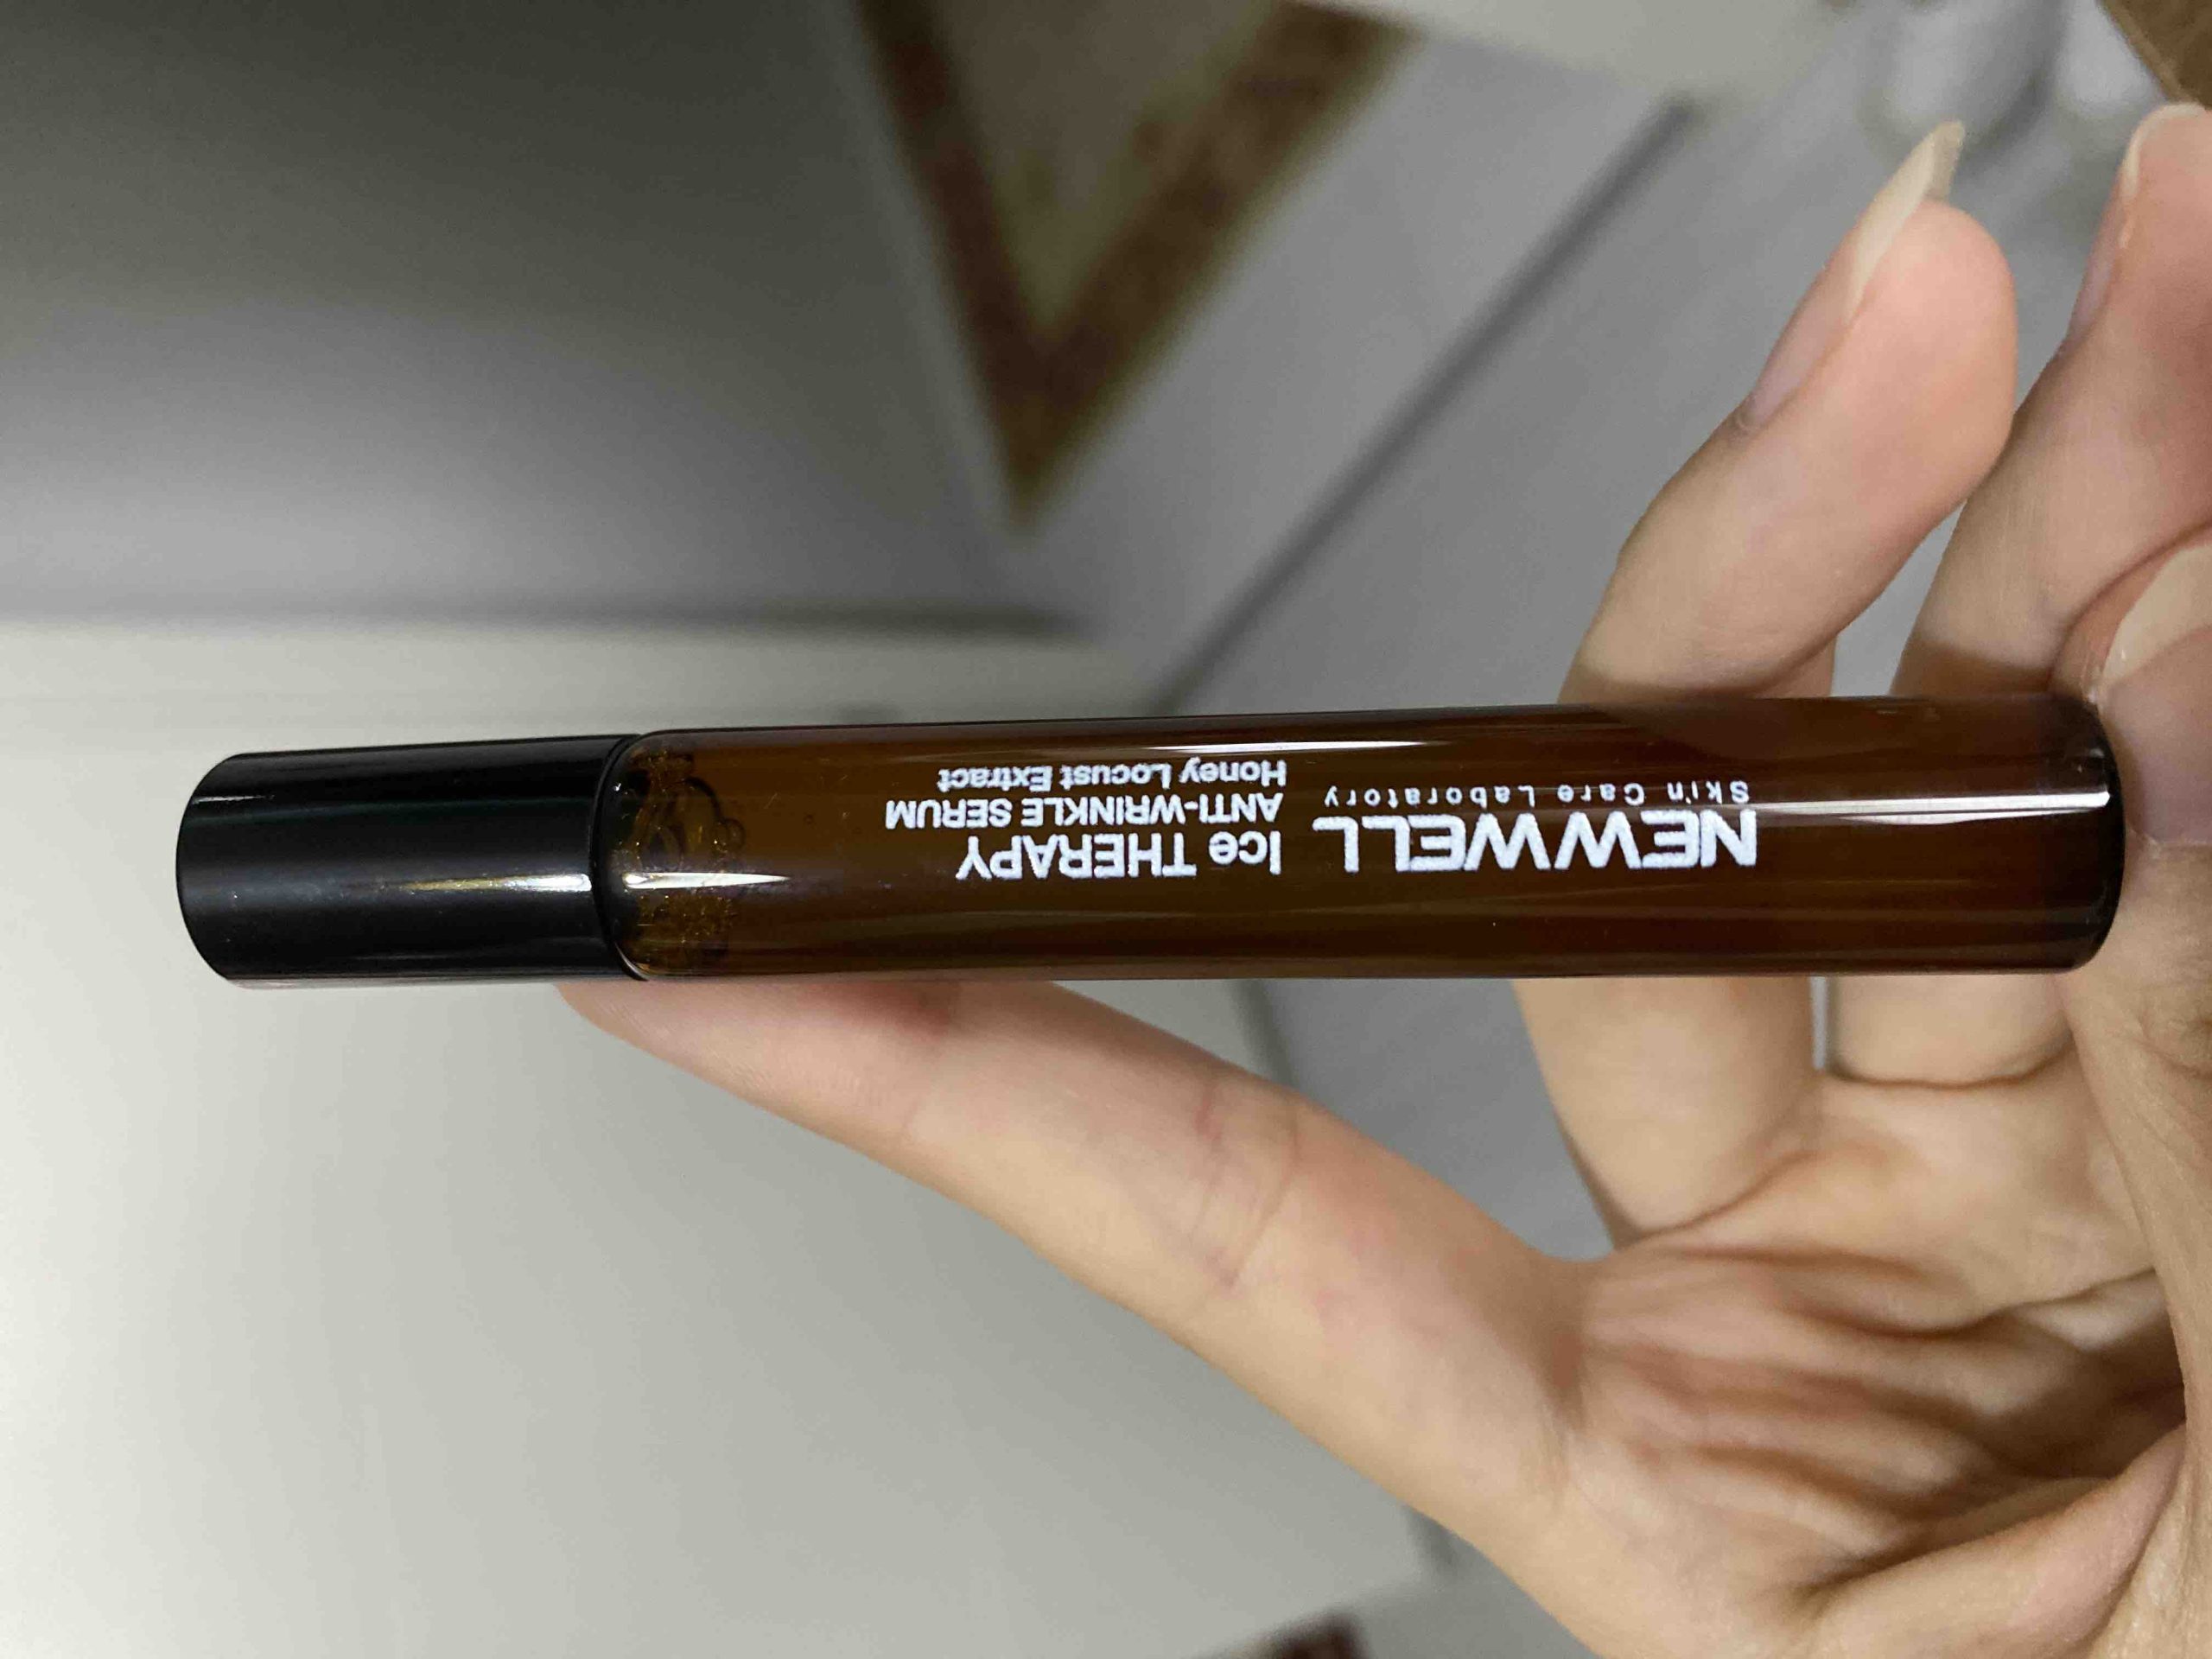 NEWWELL
Skin Care Laboratory
Ice THERAPY
ANTI-WRINKLE SERUM
Honey Locust Extract